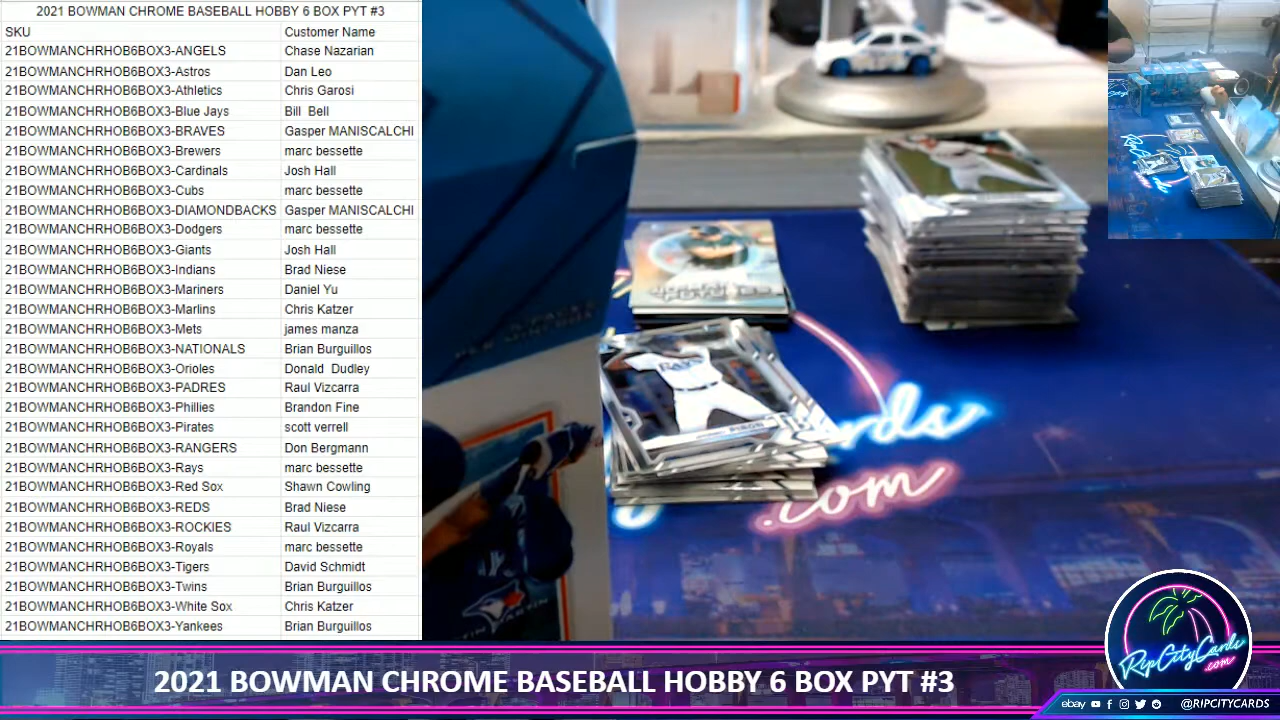 2021 BOWMAN CHROME BASEBALL HOBBY 6 BOX PYT #3
SKU Customer Name
21BOWMANCHRHOB6BOX3-ANGELS Chase Nazarian
21BOWMANCHRHOB6BOX3-Astros Dan Leo
21BOWMANCHRHOB6BOX3-Athletics Chris Garosi
21BOWMANCHRHOB6BOX3-Blue Jays Bill Bell
21BOWMANCHRHOB6BOX3-BRAVES Gasper MANISCALCHI
21BOWMANCHRHOB6BOX3-Brewers marc bessette
21BOWMANCHRHOB6BOX3-Cardinals Josh Hall
21BOWMANCHRHOB6BOX3-Cubs marc bessette
21BOWMANCHRHOB6BOX3-DIAMONDBACKS Gasper MANISCALCHI
21BOWMANCHRHOB6BOX3-Dodgers marc bessette
21BOWMANCHRHOB6BOX3-Giants Josh Hall
21BOWMANCHRHOB6BOX3-Indians Brad Niese
21BOWMANCHRHOB6BOX3-Mariners Daniel Yu
21BOWMANCHRHOB6BOX3-Marlins Chris Katzer
21BOWMANCHRHOB6BOX3-Mets james manza
21BOWMANCHRHOB6BOX3-NATIONALS Brian Burguillos
21BOWMANCHRHOB6BOX3-Orioles Donald Dudley
21BOWMANCHRHOB6BOX3-PADRES Raul Vizcarra
21BOWMANCHRHOB6BOX3-Phillies Brandon Fine
21BOWMANCHRHOB6BOX3-Pirates scott verrell
21BOWMANCHRHOB6BOX3-RANGERS Don Bergmann
21BOWMANCHRHOB6BOX3-Rays marc bessette
21BOWMANCHRHOB6BOX3-Red Sox Shawn Cowling
21BOWMANCHRHOB6BOX3-REDS Brad Niese
21BOWMANCHRHOB6BOX3-ROCKIES Raul Vizcarra
21BOWMANCHRHOB6BOX3-Royals marc bessette
21BOWMANCHRHOB6BOX3-Tigers David Schmidt
21BOWMANCHRHOB6BOX3-Twins Brian Burguillos
21BOWMANCHRHOB6BOX3-White Sox Chris Katzer
21BOWMANCHRHOB6BOX3-Yankees Brian Burguillos
RAYS
.com
2021 BOWMAN CHROME BASEBALL HOBBY 6 BOX PYT #3
RipCityCards
.com
ebay @RIPCITYCARDS